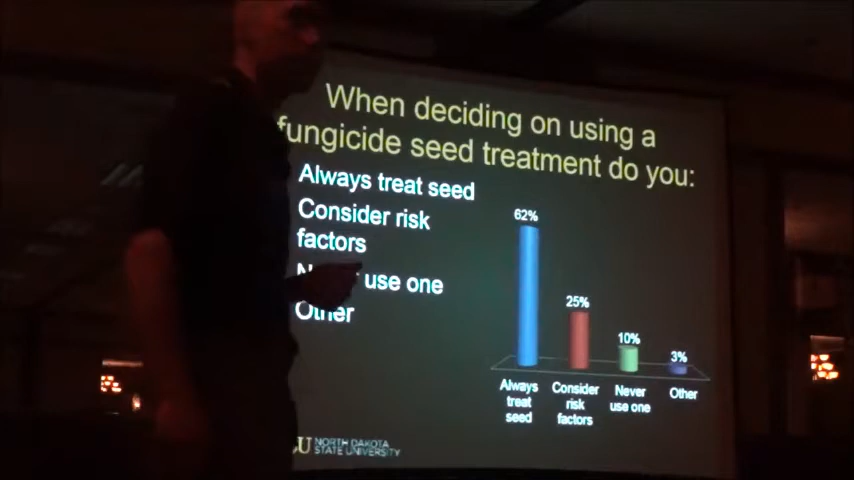 When deciding on using a
fungicide seed treatment do you:
Always treat seed
Consider risk
factors
use one
Other
62%
25%
10%
3%
Always
treat
seed
Consider
risk
factors
Never
use one
Other
NORTH DAKOTA
STATE UNIVERSITY